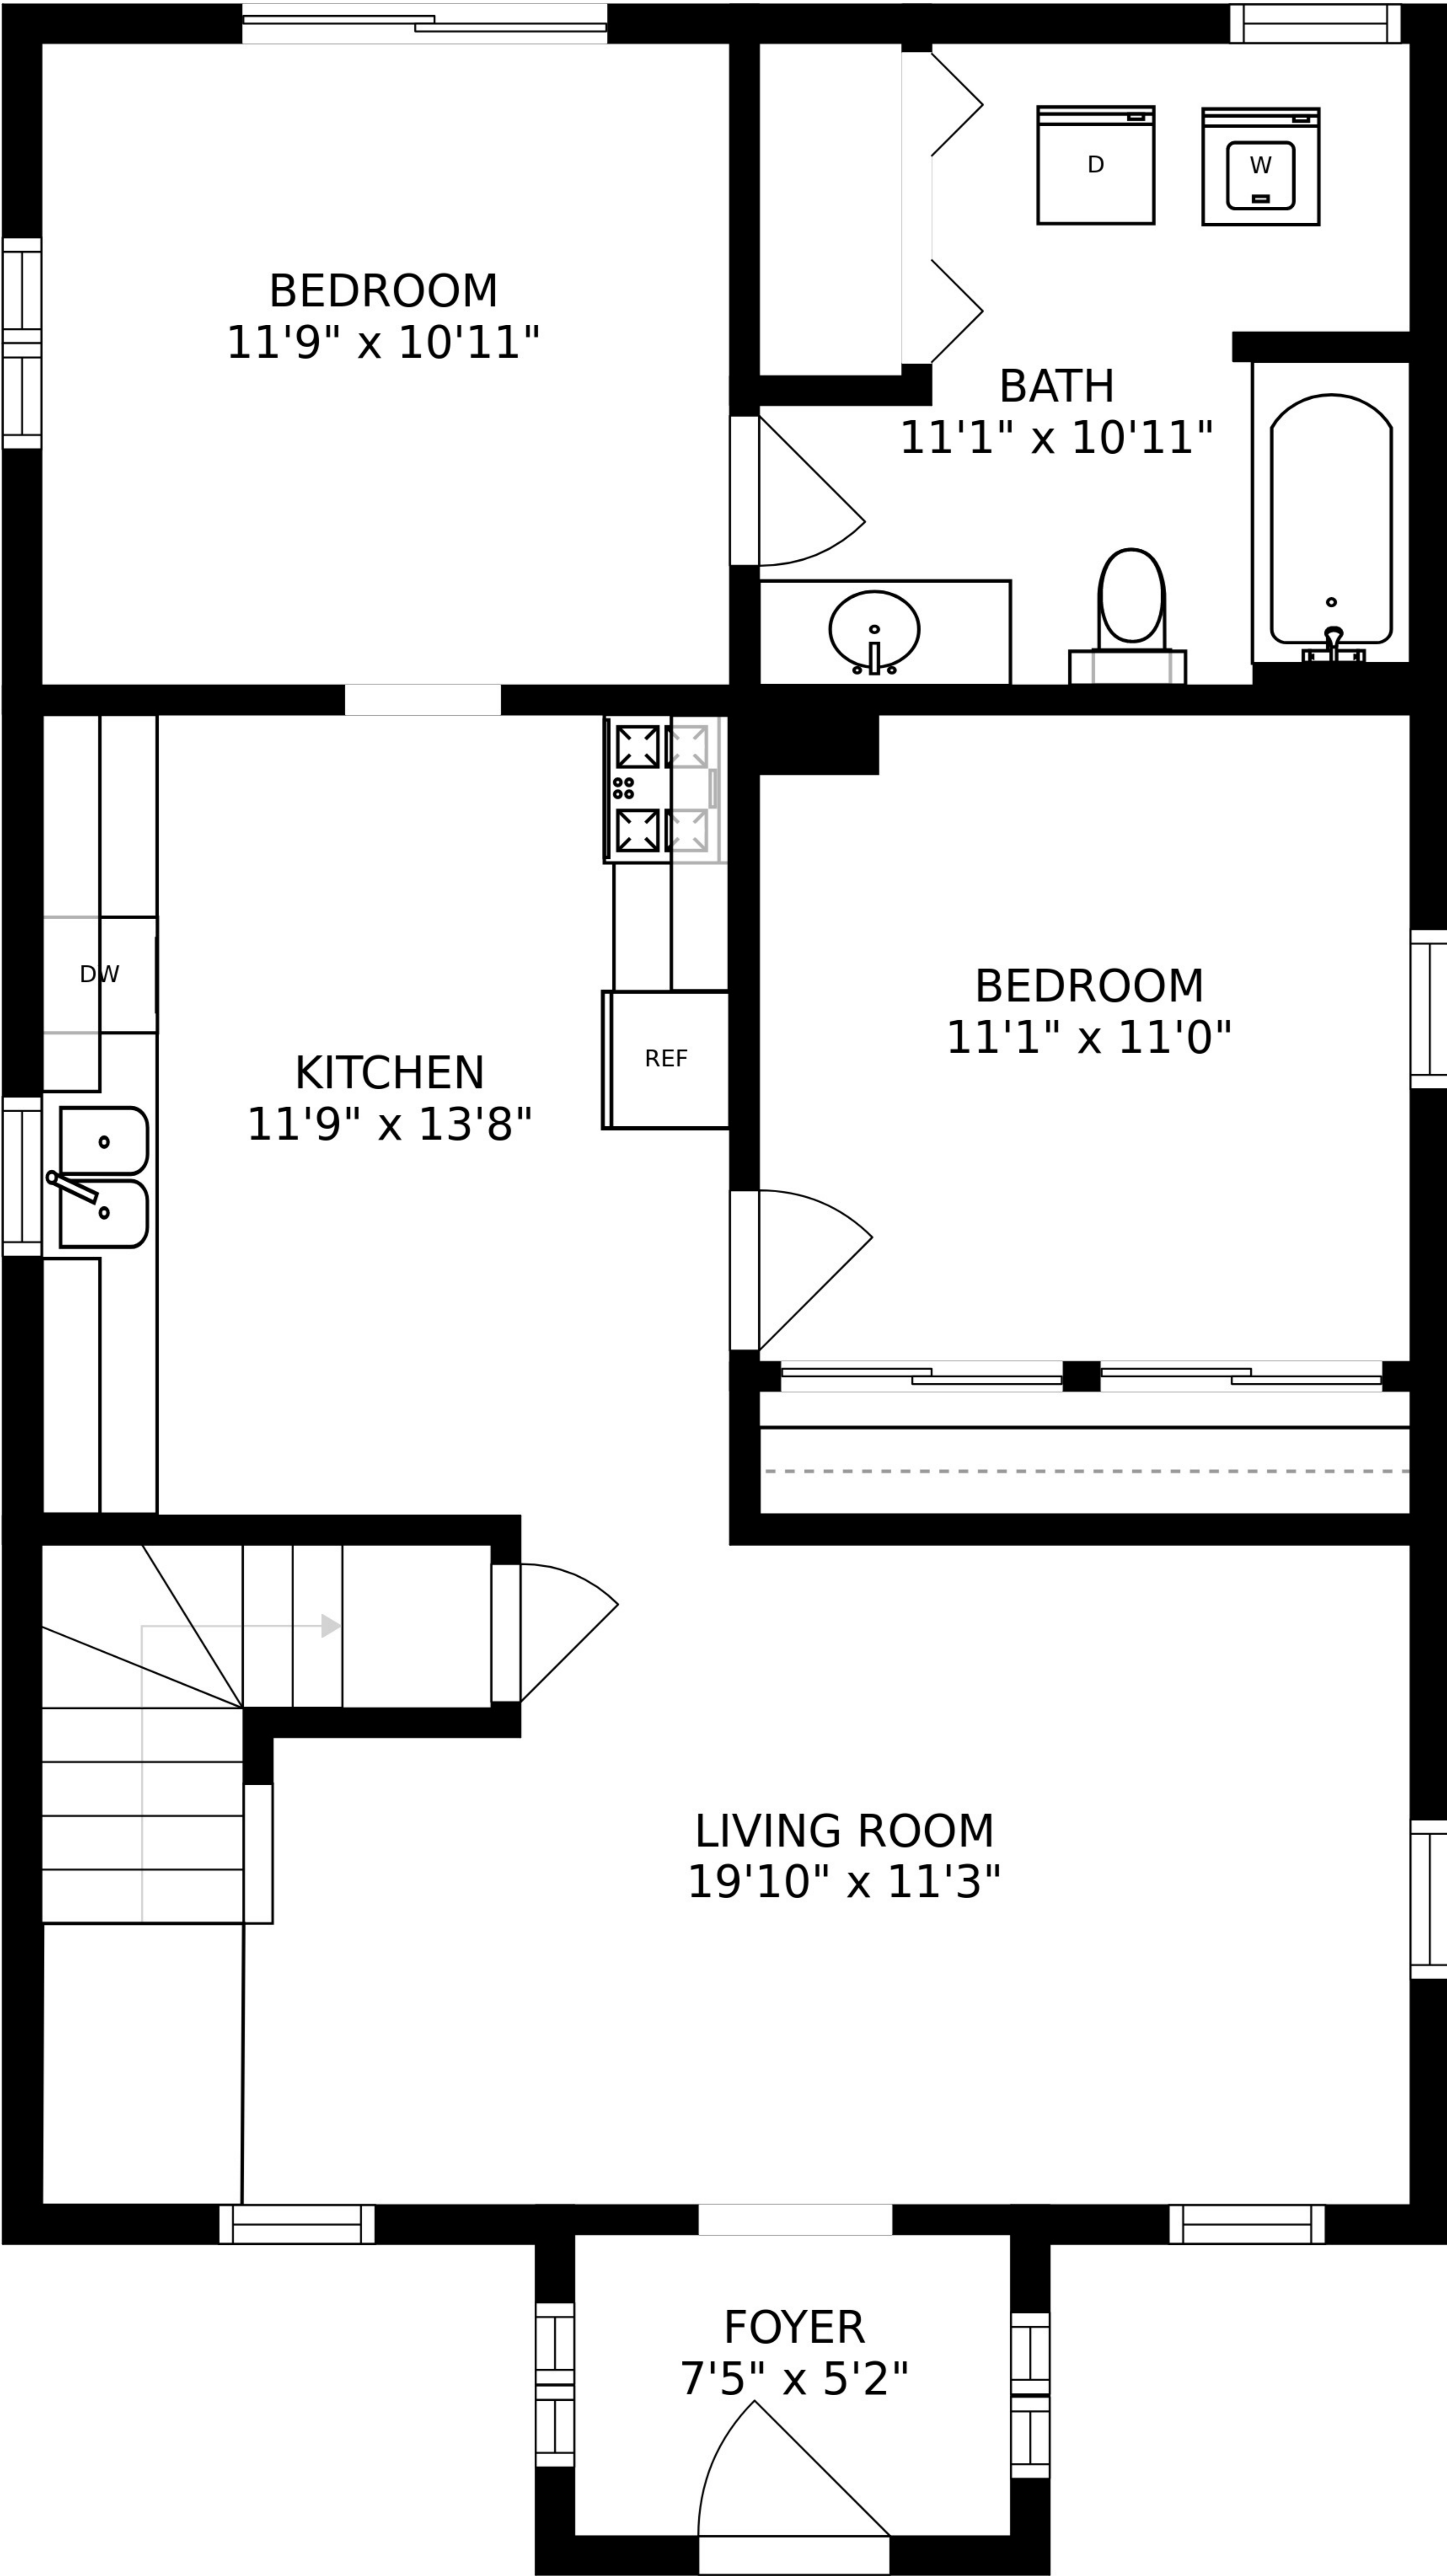 D
W
BEDROOM
11'9" x 10'11"
BATH
11'1" x 10'11"
DW
BEDROOM
11'1" x 11'0"
KITCHEN
11'9" x 13'8"
REF
LIVING ROOM
19'10" x 11'3"
FOYER
7'5" x 5'2"